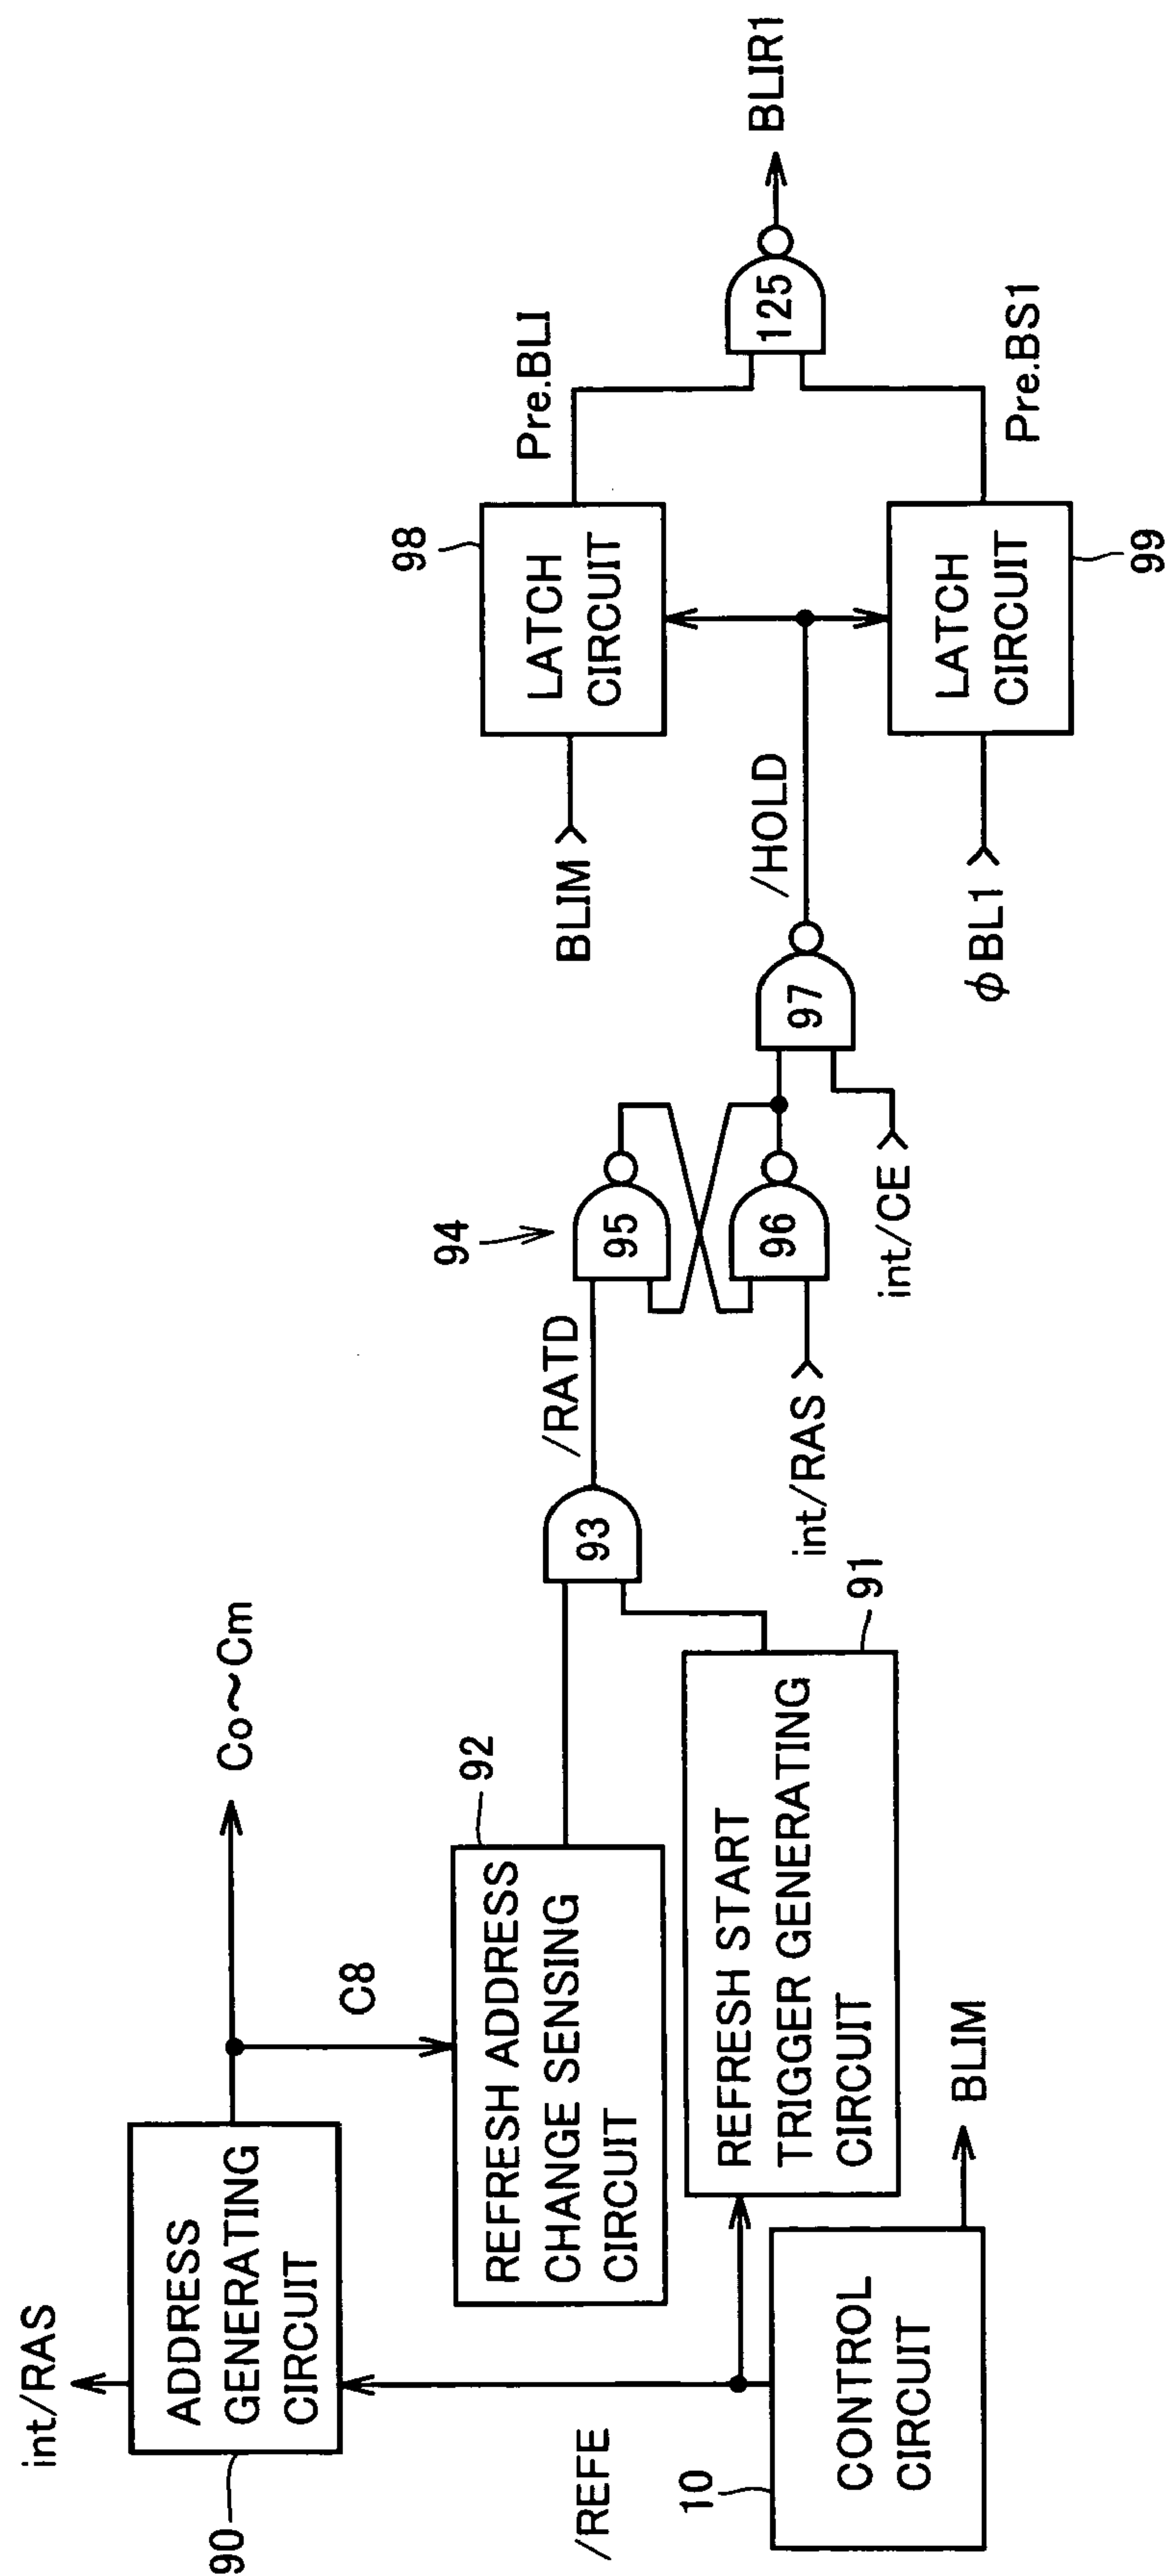 int/RAS
90
ADDRESS
GENERATING
CIRCUIT
Co~Cm
C8
/REFE
92
REFRESH ADDRESS
CHANGE SENSING
CIRCUIT
10
CONTROL
CIRCUIT
BLIM
91
REFRESH START
TRIGGER GENERATING
CIRCUIT
93
/RATD
94
95
96
int/RAS
97
int/CE
/HOLD
BLIM
98
LATCH
CIRCUIT
Pre.BLI
φBL1
99
LATCH
CIRCUIT
Pre.BS1
125
BLIR1